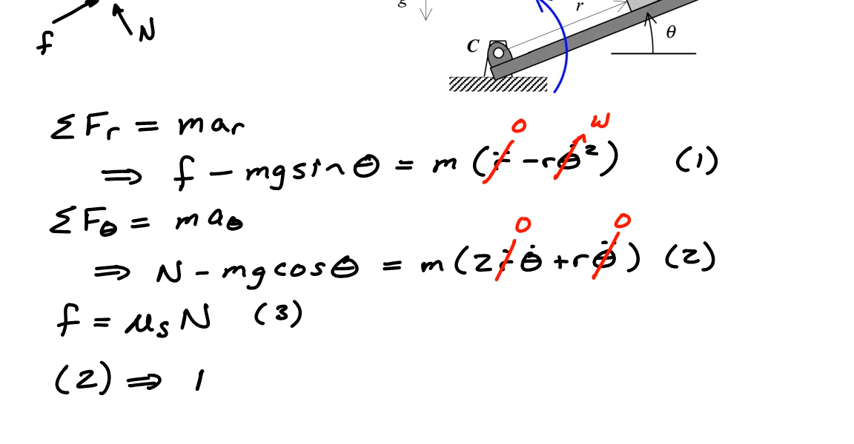 g
r
θ
C
f
N
ΣFr = mar
⇒ f - mg sin θ = m (r̈ - rθ̇²) (1)
0
ω
ΣFθ = maθ
⇒ N - mg cos θ = m (2ṙθ̇ + rθ̈) (2)
0
0
f = μs N (3)
(2) ⇒ 1